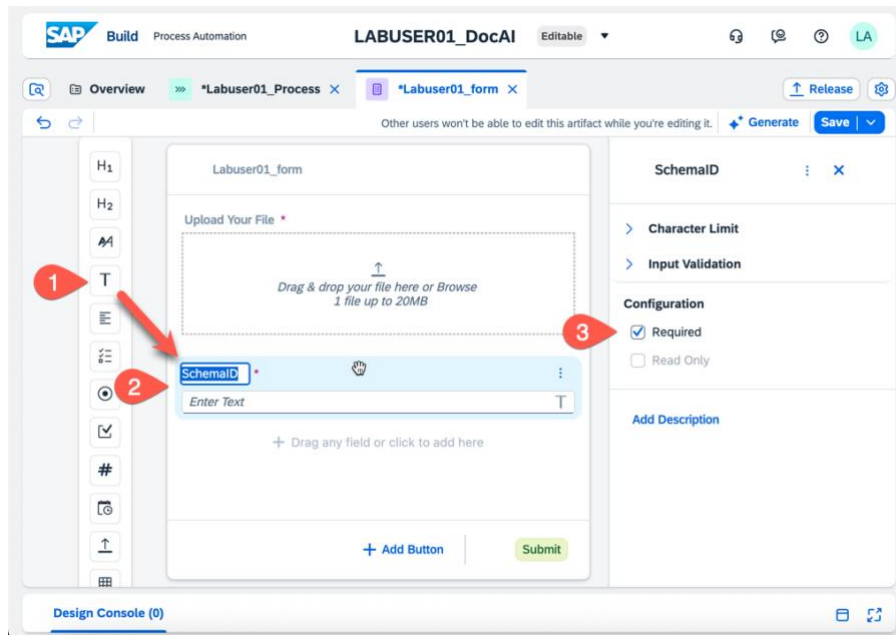 SAP Build Process Automation LABUSER01_DocAI Editable LA
Overview *Labuser01_Process *Labuser01_form Release
Other users won't be able to edit this artifact while you're editing it. Generate Save
H1
H2
AA
T
#
1
2
3
Labuser01_form
Upload Your File *
Drag & drop your file here or Browse
1 file up to 20MB
SchemaID *
Enter Text T
+ Drag any field or click to add here
+ Add Button Submit
SchemaID
Character Limit
Input Validation
Configuration
Required
Read Only
Add Description
Design Console (0)